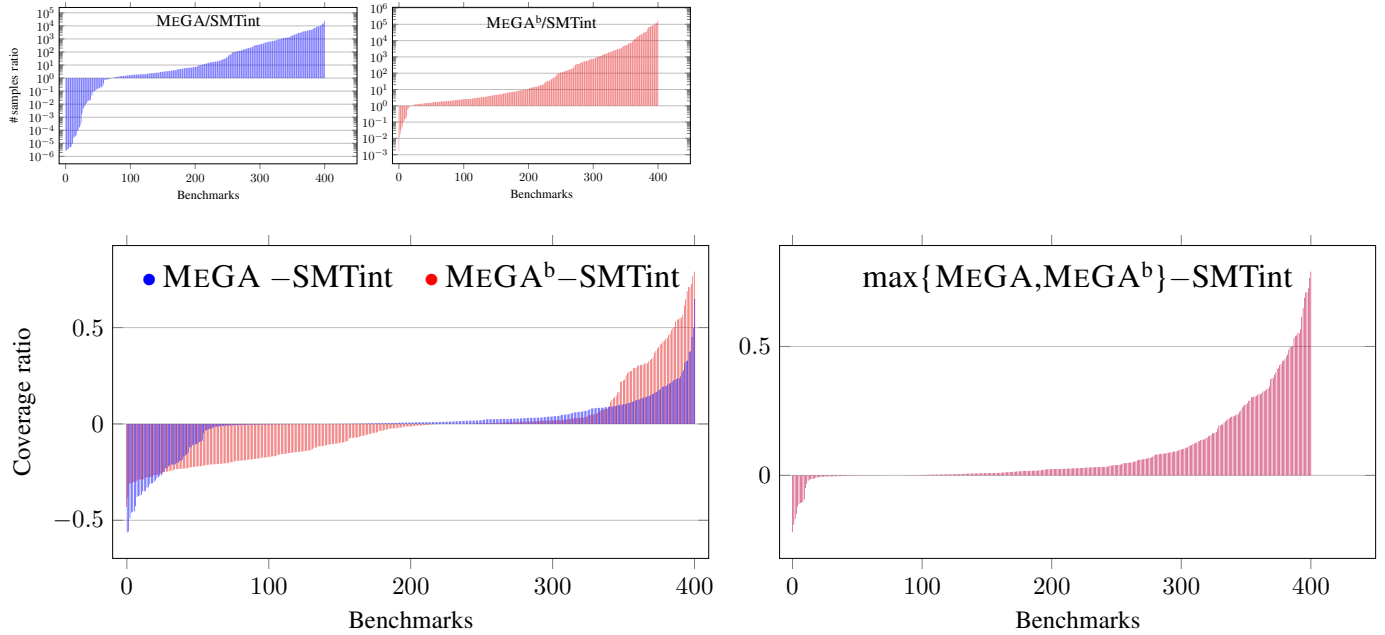 MEGA/SMTint
# samples ratio
10^5
10^4
10^3
10^2
10^1
10^0
10^−1
10^−2
10^−3
10^−4
10^−5
10^−6
0 100 200 300 400
Benchmarks
MEGA^b/SMTint
10^6
10^5
10^4
10^3
10^2
10^1
10^0
10^−1
10^−2
10^−3
0 100 200 300 400
Benchmarks
MEGA −SMTint MEGA^b−SMTint
Coverage ratio
0.5
0
−0.5
0 100 200 300 400
Benchmarks
max{MEGA,MEGA^b}−SMTint
0.5
0
0 100 200 300 400
Benchmarks